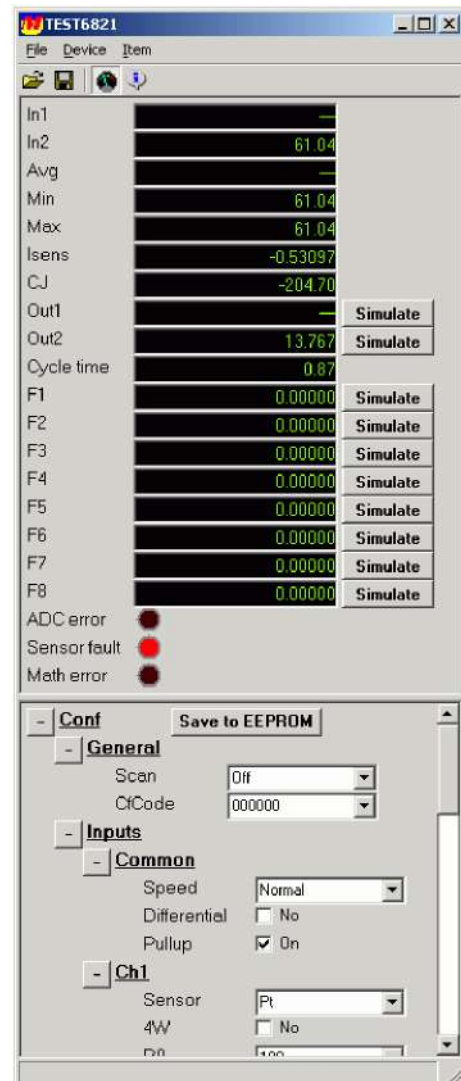 TEST6821
File Device Item
In1 —
In2 61.04
Avg —
Min 61.04
Max 61.04
Isens -0.53097
CJ -204.70
Out1 — Simulate
Out2 13.767 Simulate
Cycle time 0.87
F1 0.00000 Simulate
F2 0.00000 Simulate
F3 0.00000 Simulate
F4 0.00000 Simulate
F5 0.00000 Simulate
F6 0.00000 Simulate
F7 0.00000 Simulate
F8 0.00000 Simulate
ADC error
Sensor fault
Math error
- Conf Save to EEPROM
- General
Scan Off
CfCode 000000
- Inputs
- Common
Speed Normal
Differential No
Pullup On
- Ch1
Sensor Pt
4W No
R0 100